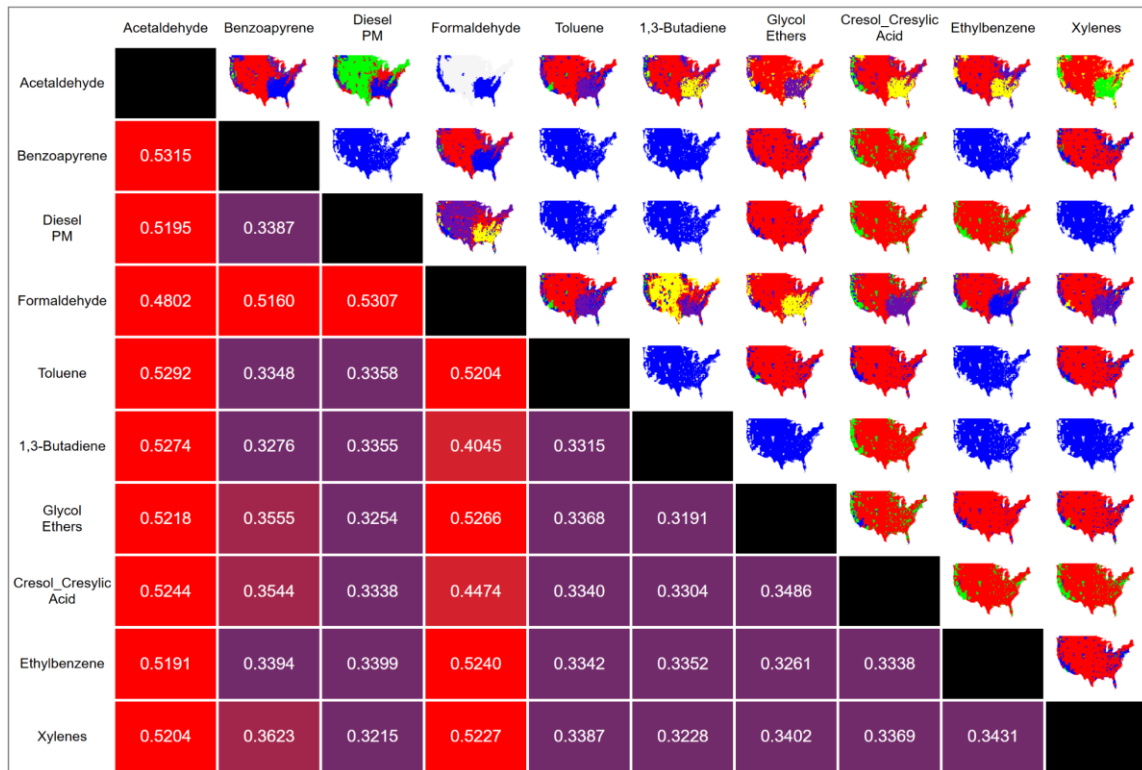 Acetaldehyde Benzoapyrene Diesel PM Formaldehyde Toluene 1,3-Butadiene Glycol Ethers Cresol_Cresylic Acid Ethylbenzene Xylenes
Acetaldehyde
Benzoapyrene 0.5315
Diesel PM 0.5195 0.3387
Formaldehyde 0.4802 0.5160 0.5307
Toluene 0.5292 0.3348 0.3358 0.5204
1,3-Butadiene 0.5274 0.3276 0.3355 0.4045 0.3315
Glycol Ethers 0.5218 0.3555 0.3254 0.5266 0.3368 0.3191
Cresol_Cresylic Acid 0.5244 0.3544 0.3338 0.4474 0.3340 0.3304 0.3486
Ethylbenzene 0.5191 0.3394 0.3399 0.5240 0.3342 0.3352 0.3261 0.3338
Xylenes 0.5204 0.3623 0.3215 0.5227 0.3387 0.3228 0.3402 0.3369 0.3431